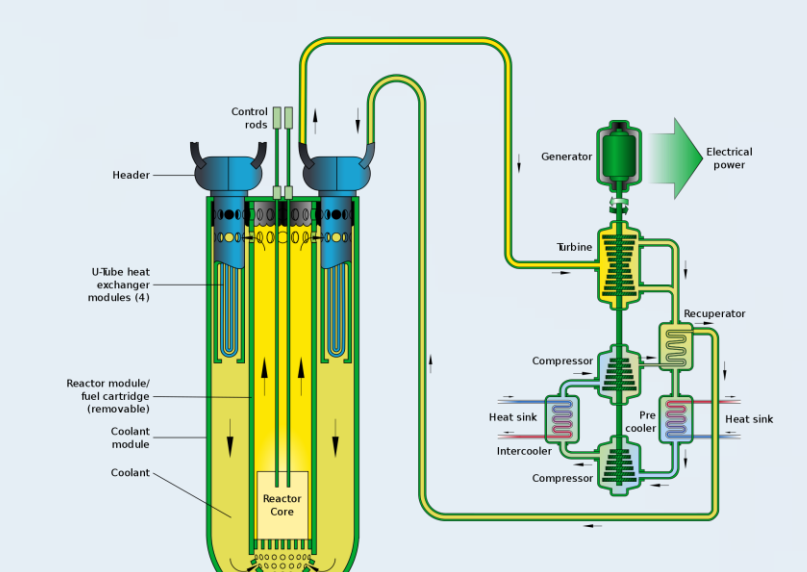 Control
rods
Header
U-Tube heat
exchanger
modules (4)
Reactor module/
fuel cartridge
(removable)
Coolant
module
Coolant
Reactor
Core
Generator
Electrical
power
Turbine
Recuperator
Compressor
Heat sink
Pre
cooler
Heat sink
Intercooler
Compressor